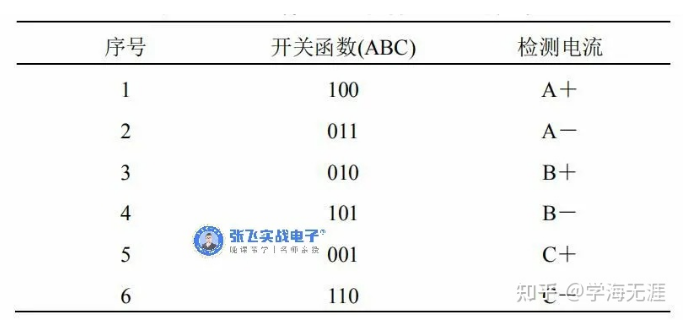 序号 开关函数(ABC) 检测电流
1 100 A＋
2 011 A－
3 010 B＋
4 101 B－
张飞实战电子
5 001 C＋
6 110 C－
知乎 @学海无涯